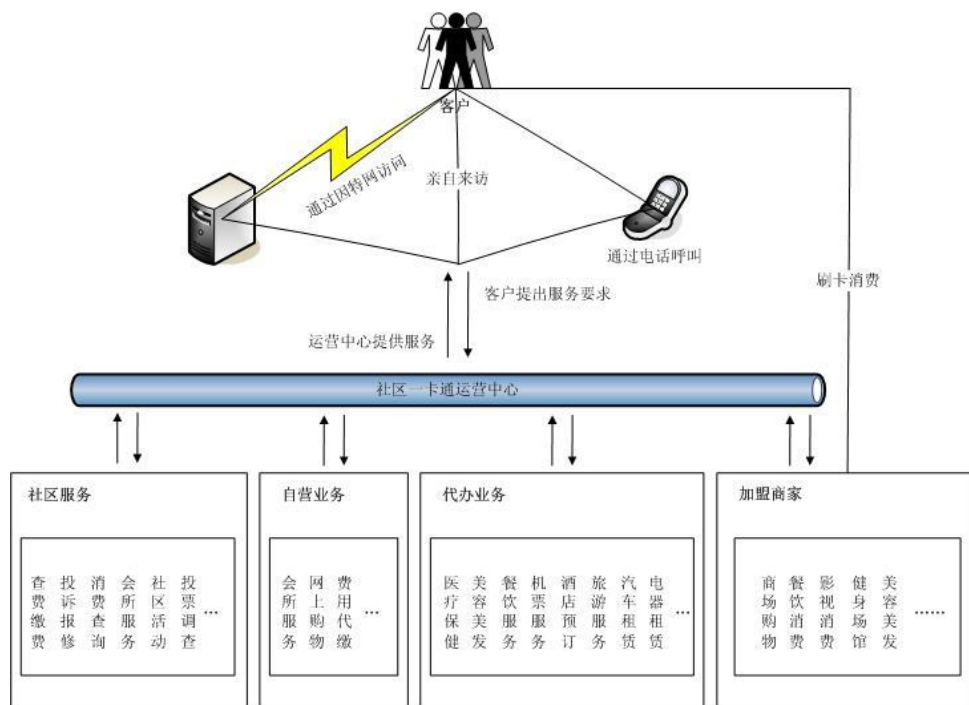 客户
通过因特网访问
亲自来访
通过电话呼叫
刷卡消费
客户提出服务要求
运营中心提供服务
社区一卡通运营中心
社区服务
查费缴费
投诉报修
消费查询
会所服务
社区活动
投票调查
...
自营业务
会所服务
网上购物
费用代缴
...
代办业务
医疗保健
美容美发
餐饮服务
机票服务
酒店预订
旅游服务
汽车租赁
电器租赁
...
加盟商家
商场购物
餐饮消费
影视消费
健身场馆
美容美发
......